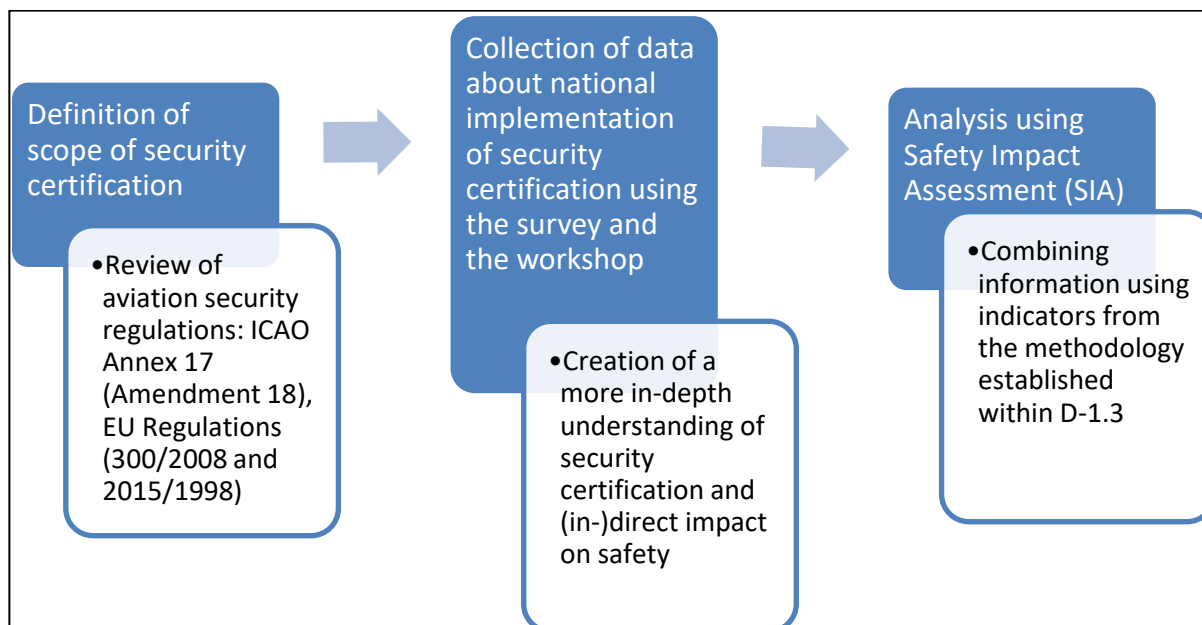 Definition of
scope of security
certification
•Review of
aviation security
regulations: ICAO
Annex 17
(Amendment 18),
EU Regulations
(300/2008 and
2015/1998)
Collection of data
about national
implementation
of security
certification using
the survey and
the workshop
•Creation of a
more in-depth
understanding of
security
certification and
(in-)direct impact
on safety
Analysis using
Safety Impact
Assessment (SIA)
•Combining
information using
indicators from
the methodology
established
within D-1.3